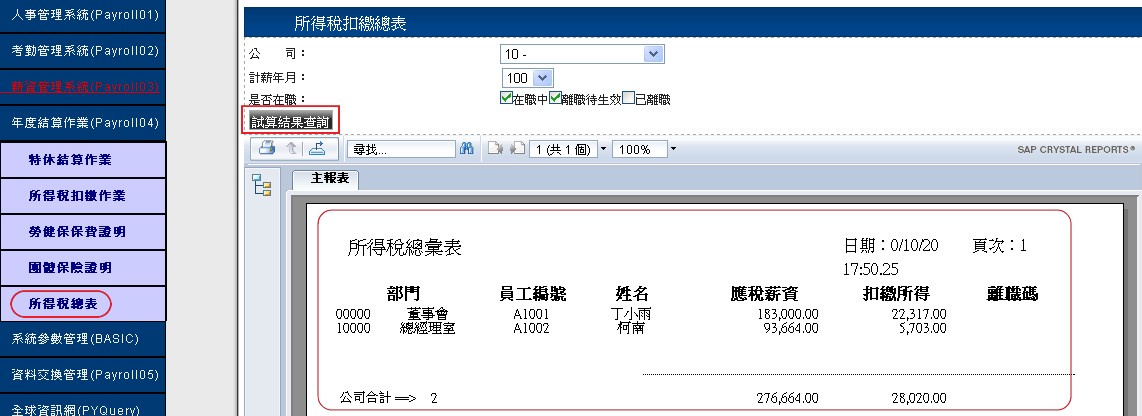 人事管理系統(Payroll01)
考勤管理系統(Payroll02)
薪資管理系統(Payroll03)
年度結算作業(Payroll04)
特休結算作業
所得稅扣繳作業
勞健保保費證明
團體保險證明
所得稅總表
系統參數管理(BASIC)
資料交換管理(Payroll05)
全球資訊網(PYQuery)
所得稅扣繳總表
公 司： 10 -
計薪年月： 100
是否在職： 在職中 離職待生效 已離職
試算結果查詢
尋找... 1 (共 1 個) 100% SAP CRYSTAL REPORTS®
主報表
所得稅總彙表 日期：0/10/20 頁次：1
17:50.25
部門 員工編號 姓名 應稅薪資 扣繳所得 離職碼
00000 董事會 A1001 丁小雨 183,000.00 22,317.00
10000 總經理室 A1002 柯南 93,664.00 5,703.00
公司合計 ==> 2 276,664.00 28,020.00